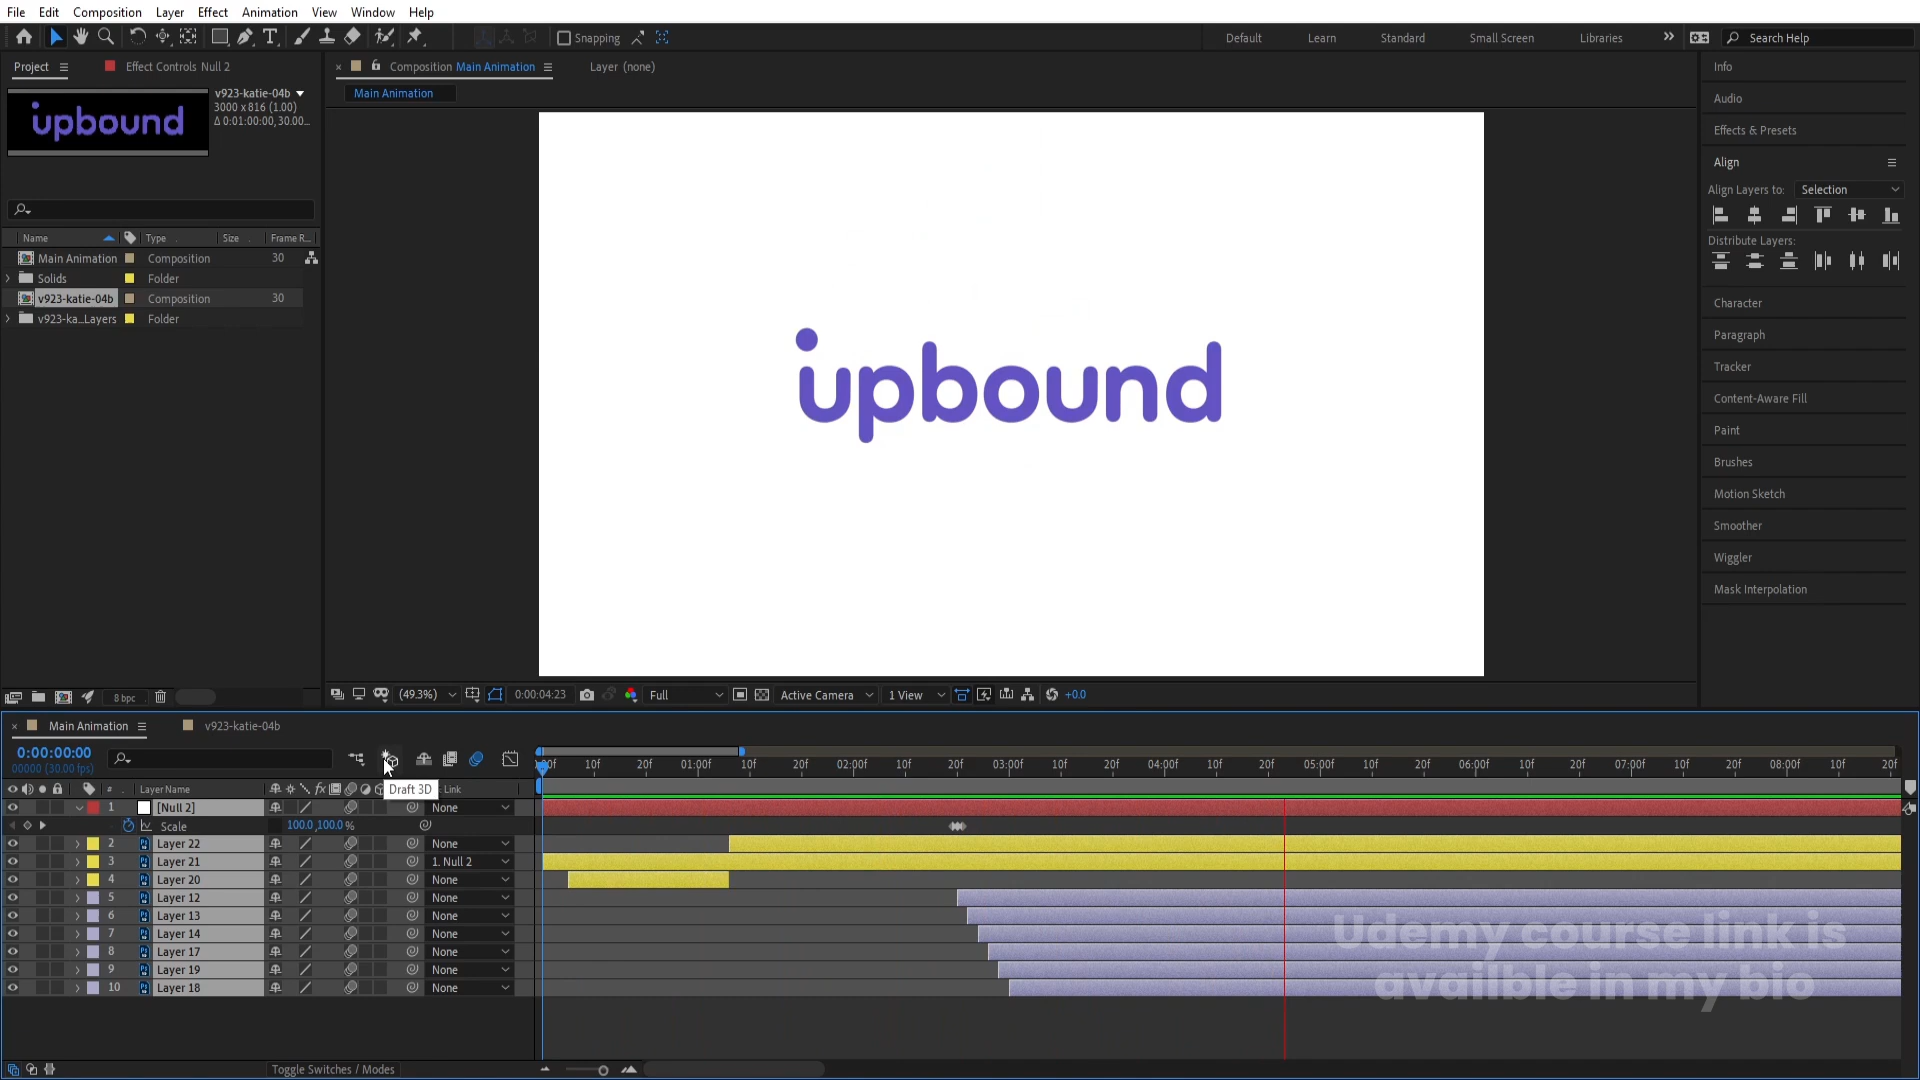 File Edit Composition Layer Effect Animation View Window Help
Snapping
Default Learn Standard Small Screen Libraries Search Help
Project Effect Controls Null 2
Composition Main Animation Layer (none)
Main Animation
upbound
v923-katie-04b
3000 x 816 (1.00)
Δ 0:01:00:00, 30.00...
Name Type Size Frame R...
Main Animation Composition 30
Solids Folder
v923-katie-04b Composition 30
v923-ka...Layers Folder
8 bpc
upbound
(49.3%) 0:00:04:23 Full Active Camera 1 View +0.0
Info
Audio
Effects & Presets
Align
Align Layers to: Selection
Distribute Layers:
Character
Paragraph
Tracker
Content-Aware Fill
Paint
Brushes
Motion Sketch
Smoother
Wiggler
Mask Interpolation
Main Animation v923-katie-04b
0:00:00:00
00000 (30.00 fps)
10f 20f 01:00f 10f 20f 02:00f 10f 20f 03:00f 10f 20f 04:00f 10f 20f 05:00f 10f 20f 06:00f 10f 20f 07:00f 10f 20f 08:00f 10f 20f
# Layer Name fx Link
Draft 3D
1 [Null 2] None
Scale 100.0,100.0 %
2 Layer 22 None
3 Layer 21 1. Null 2
4 Layer 20 None
5 Layer 12 None
6 Layer 13 None
7 Layer 14 None
8 Layer 17 None
9 Layer 19 None
10 Layer 18 None
Udemy course link is
availble in my bio
Toggle Switches / Modes